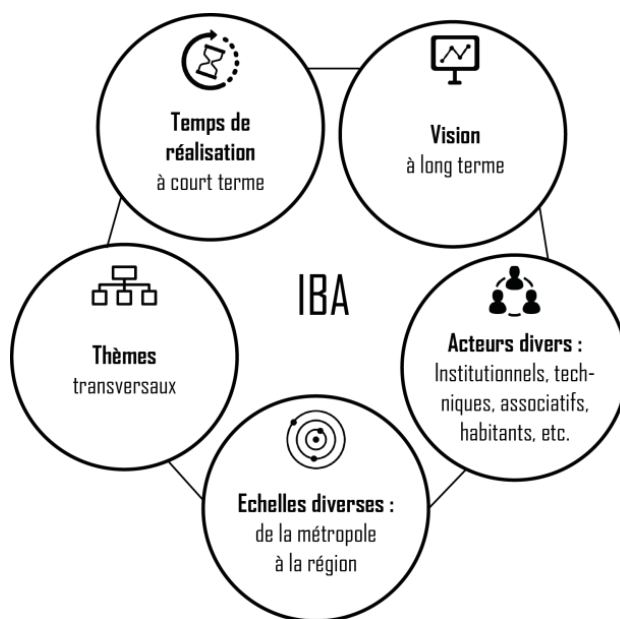 Temps de
réalisation
à court terme
Vision
à long terme
IBA
Thèmes
transversaux
Acteurs divers :
Institutionnels, tech-
niques, associatifs,
habitants, etc.
Echelles diverses :
de la métropole
à la région